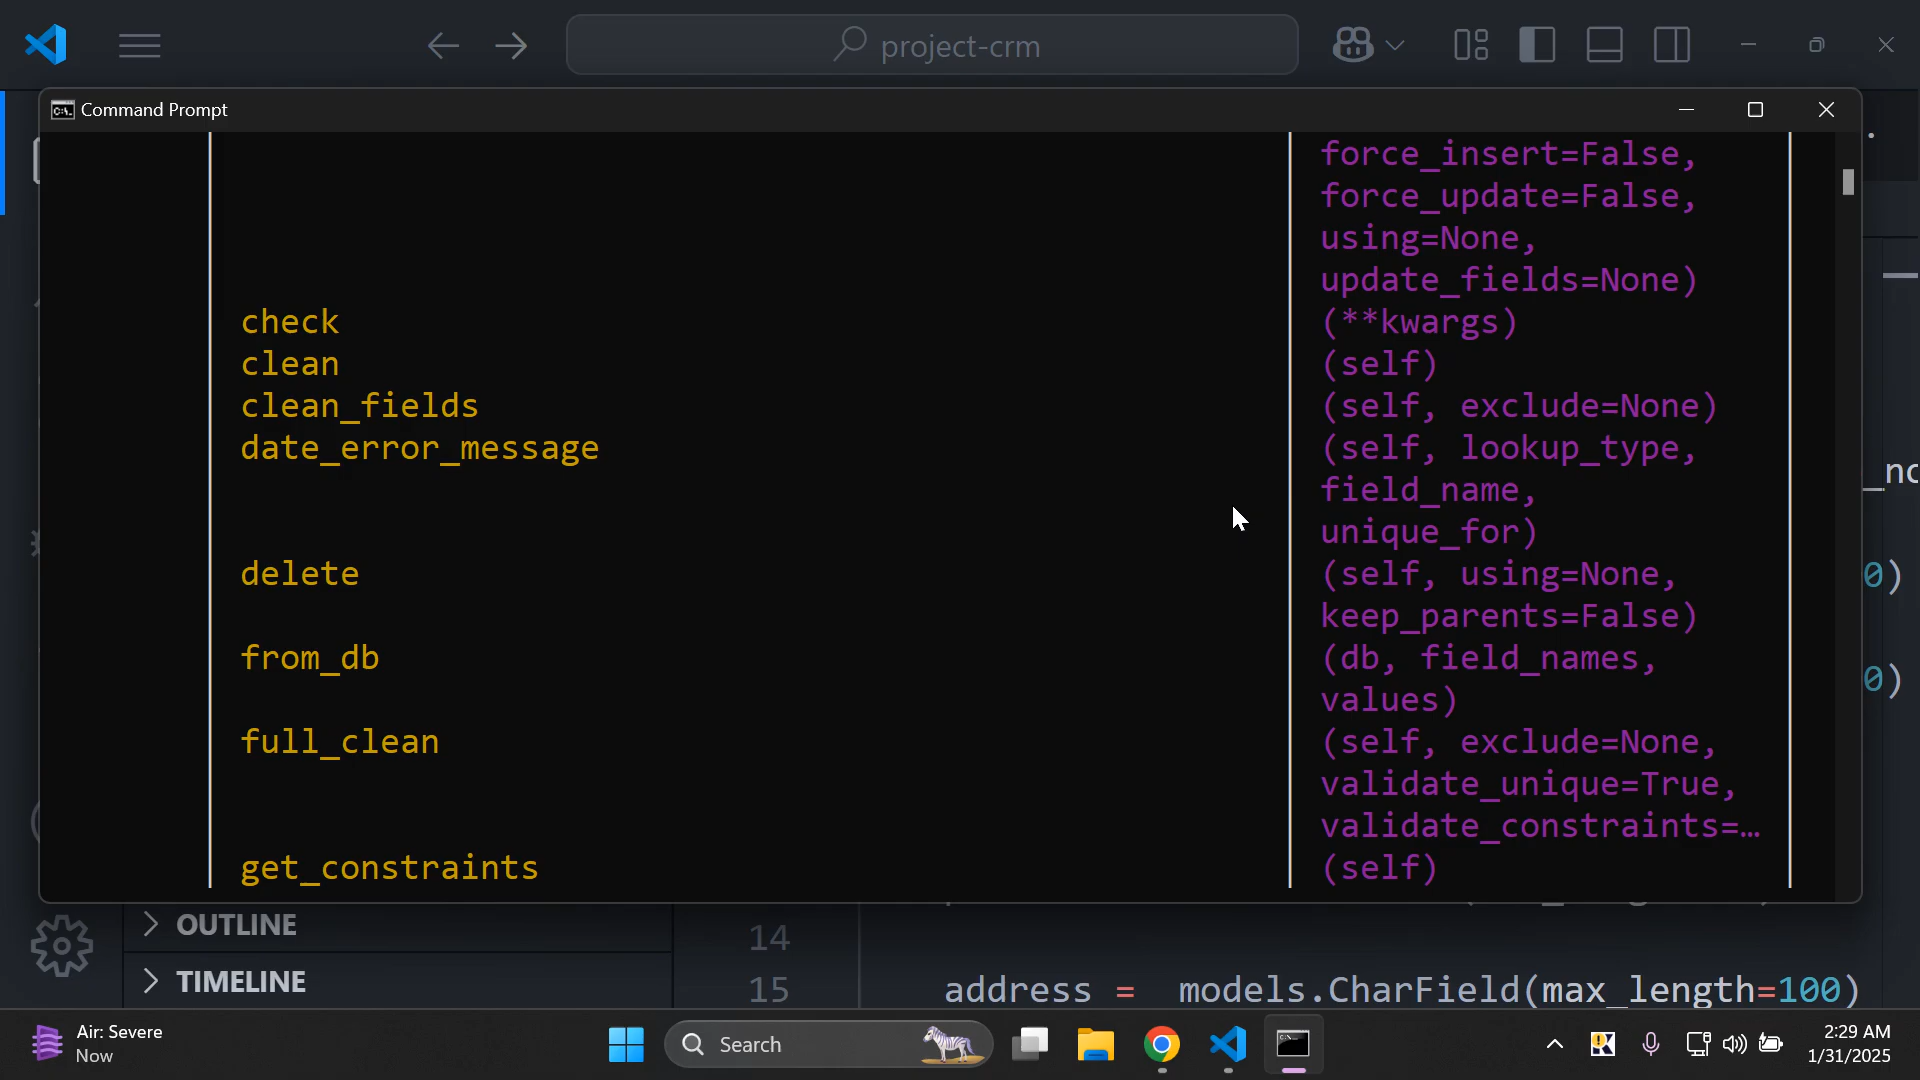 project-crm
Command Prompt
force_insert=False,
force_update=False,
using=None,
update_fields=None)
check (**kwargs)
clean (self)
clean_fields (self, exclude=None)
date_error_message (self, lookup_type,
field_name,
unique_for)
delete (self, using=None,
keep_parents=False)
from_db (db, field_names,
values)
full_clean (self, exclude=None,
validate_unique=True,
validate_constraints=…
get_constraints (self)
_no
0)
0)
OUTLINE
TIMELINE
14
15 address = models.CharField(max_length=100)
Air: Severe
Now
Search
2:29 AM
1/31/2025